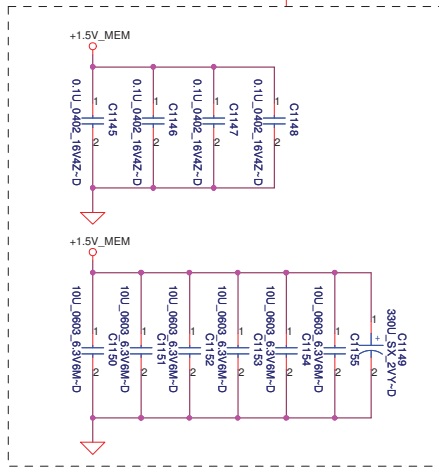 +1.5V_MEM
0.1U_0402_16V4Z~D
1
2
C1145
0.1U_0402_16V4Z~D
1
2
C1146
0.1U_0402_16V4Z~D
1
2
C1147
0.1U_0402_16V4Z~D
1
2
C1148
+1.5V_MEM
10U_0603_6.3V6M~D
1
2
C1150
10U_0603_6.3V6M~D
1
2
C1151
10U_0603_6.3V6M~D
1
2
C1152
10U_0603_6.3V6M~D
1
2
C1153
10U_0603_6.3V6M~D
1
2
C1154
10U_0603_6.3V6M~D
1
2
C1155
1
+
2
330U_SX_2VY~D
C1149